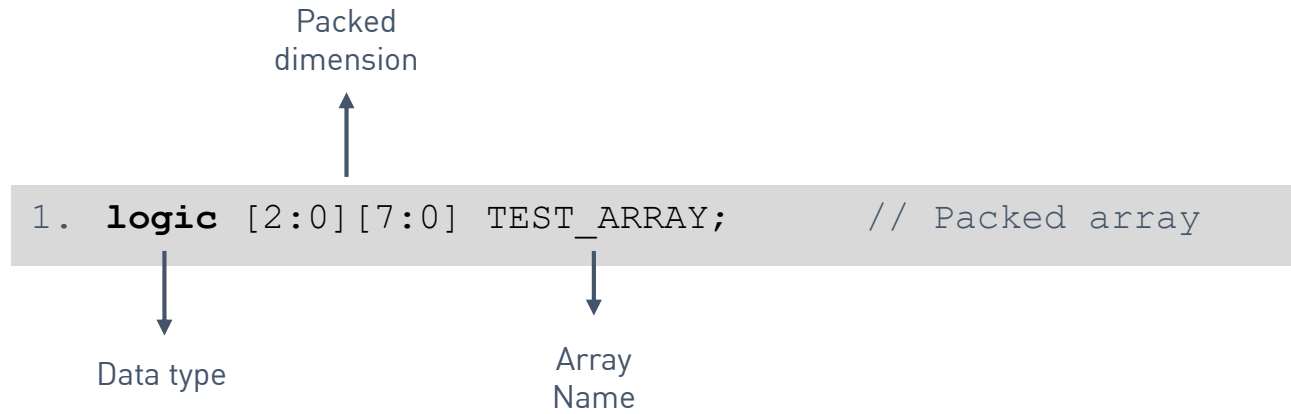 Packed
dimension
1. logic [2:0][7:0] TEST_ARRAY; // Packed array
Data type
Array
Name